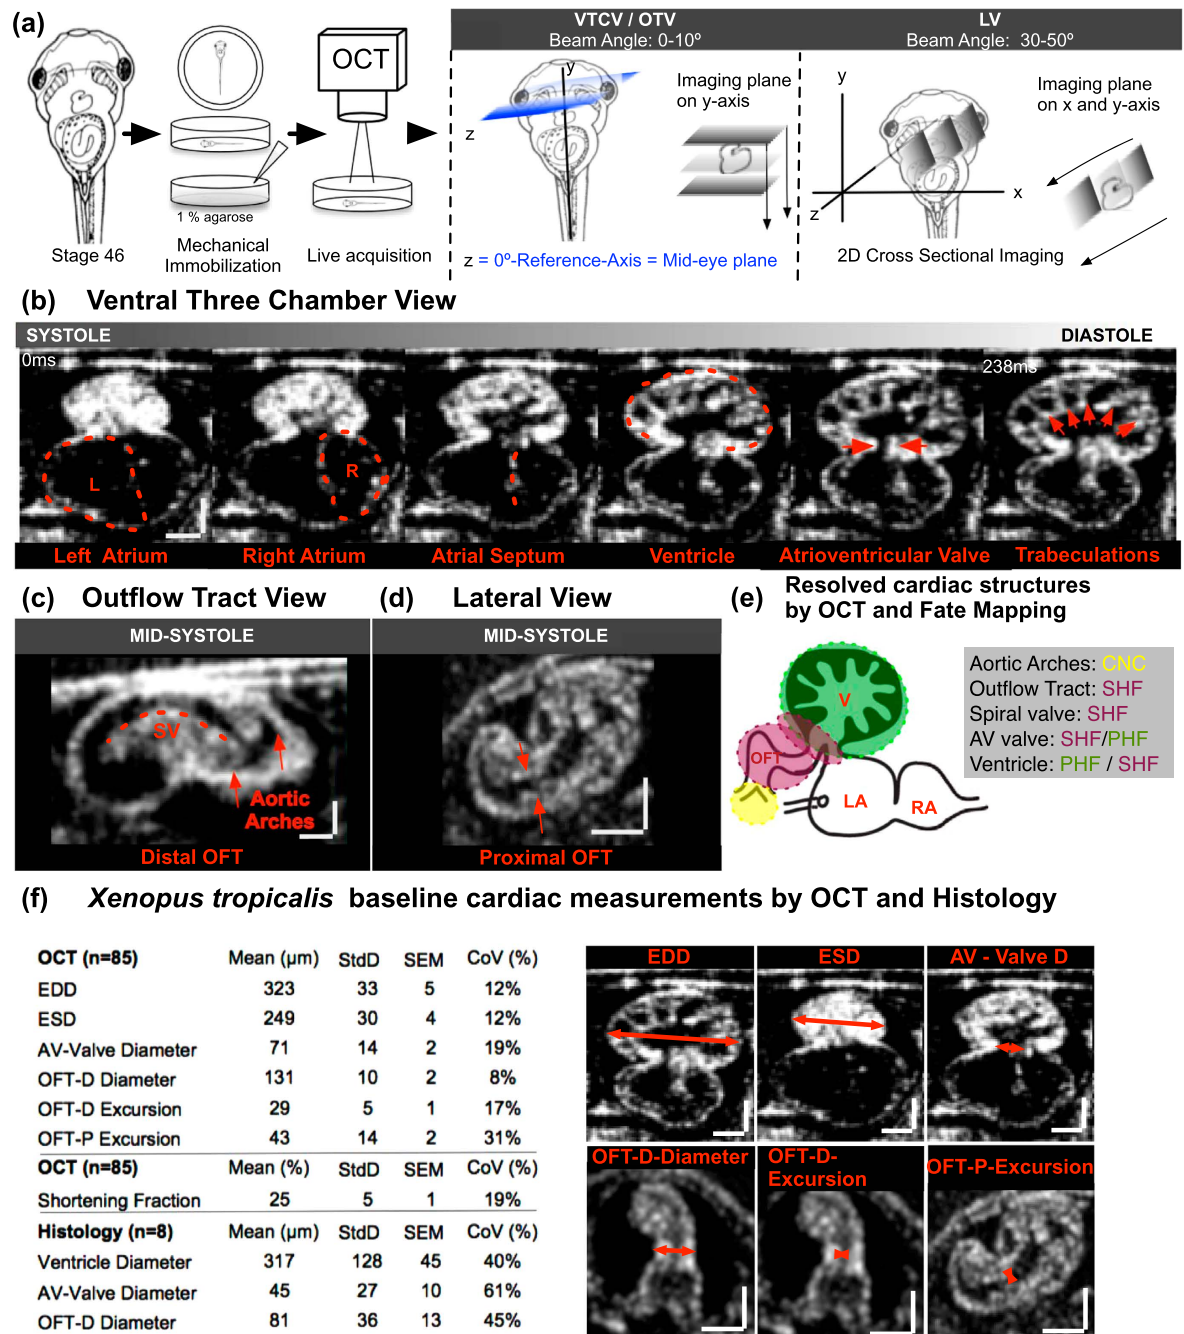 (a)
OCT
1 % agarose
Stage 46
Mechanical
Immobilization
Live acquisition
VTCV / OTV
Beam Angle: 0-10º
y
z
Imaging plane
on y-axis
z = 0º-Reference-Axis = Mid-eye plane
LV
Beam Angle: 30-50º
y
x
z
Imaging plane
on x and y-axis
2D Cross Sectional Imaging
(b) Ventral Three Chamber View
SYSTOLE
DIASTOLE
0ms
238ms
L
R
Left Atrium
Right Atrium
Atrial Septum
Ventricle
Atrioventricular Valve
Trabeculations
(c) Outflow Tract View
MID-SYSTOLE
SV
Aortic
Arches
Distal OFT
(d) Lateral View
MID-SYSTOLE
Proximal OFT
(e) Resolved cardiac structures
by OCT and Fate Mapping
V
OFT
LA
RA
Aortic Arches: CNC
Outflow Tract: SHF
Spiral valve: SHF
AV valve: SHF/PHF
Ventricle: PHF / SHF
(f) Xenopus tropicalis baseline cardiac measurements by OCT and Histology
OCT (n=85) Mean (µm) StdD SEM CoV (%)
EDD 323 33 5 12%
ESD 249 30 4 12%
AV-Valve Diameter 71 14 2 19%
OFT-D Diameter 131 10 2 8%
OFT-D Excursion 29 5 1 17%
OFT-P Excursion 43 14 2 31%
OCT (n=85) Mean (%) StdD SEM CoV (%)
Shortening Fraction 25 5 1 19%
Histology (n=8) Mean (µm) StdD SEM CoV (%)
Ventricle Diameter 317 128 45 40%
AV-Valve Diameter 45 27 10 61%
OFT-D Diameter 81 36 13 45%
EDD
ESD
AV - Valve D
OFT-D-Diameter
OFT-D-
Excursion
OFT-P-Excursion